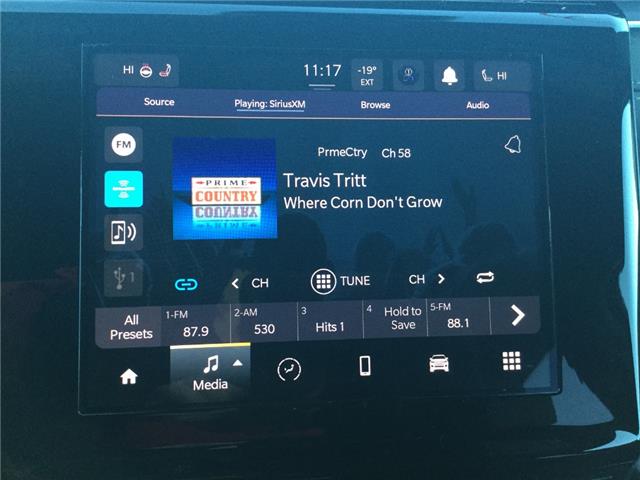 HI 11:17 -19° EXT HI
Source Playing: SiriusXM Browse Audio
FM
PrmeCtry Ch 58
PRIME
COUNTRY
Travis Tritt
Where Corn Don't Grow
1
CH TUNE CH
All Presets
1-FM 87.9
2-AM 530
3 Hits 1
4 Hold to Save
5-FM 88.1
Media